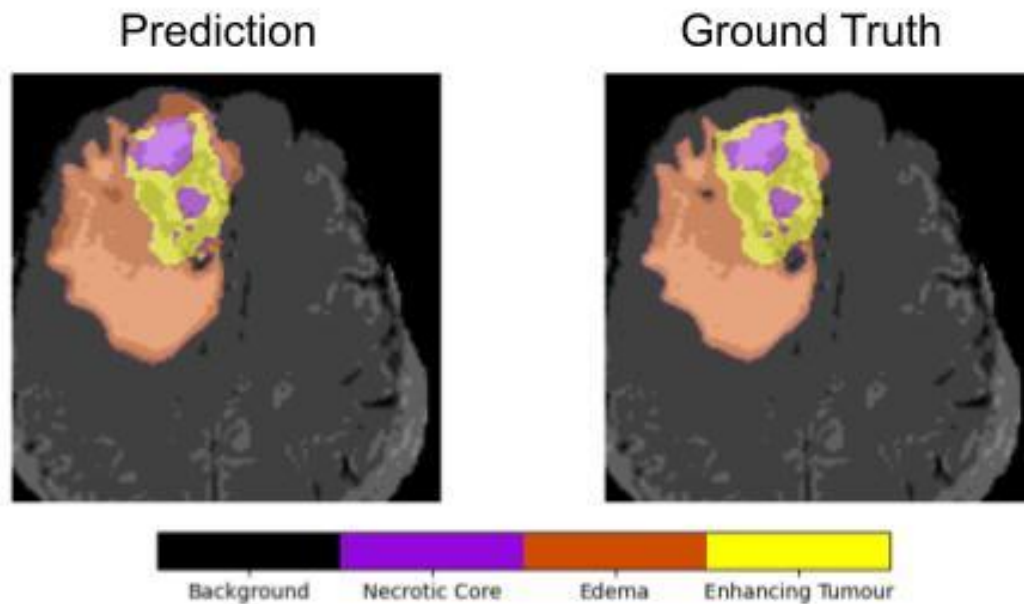 Prediction
Ground Truth
Background
Necrotic Core
Edema
Enhancing Tumour